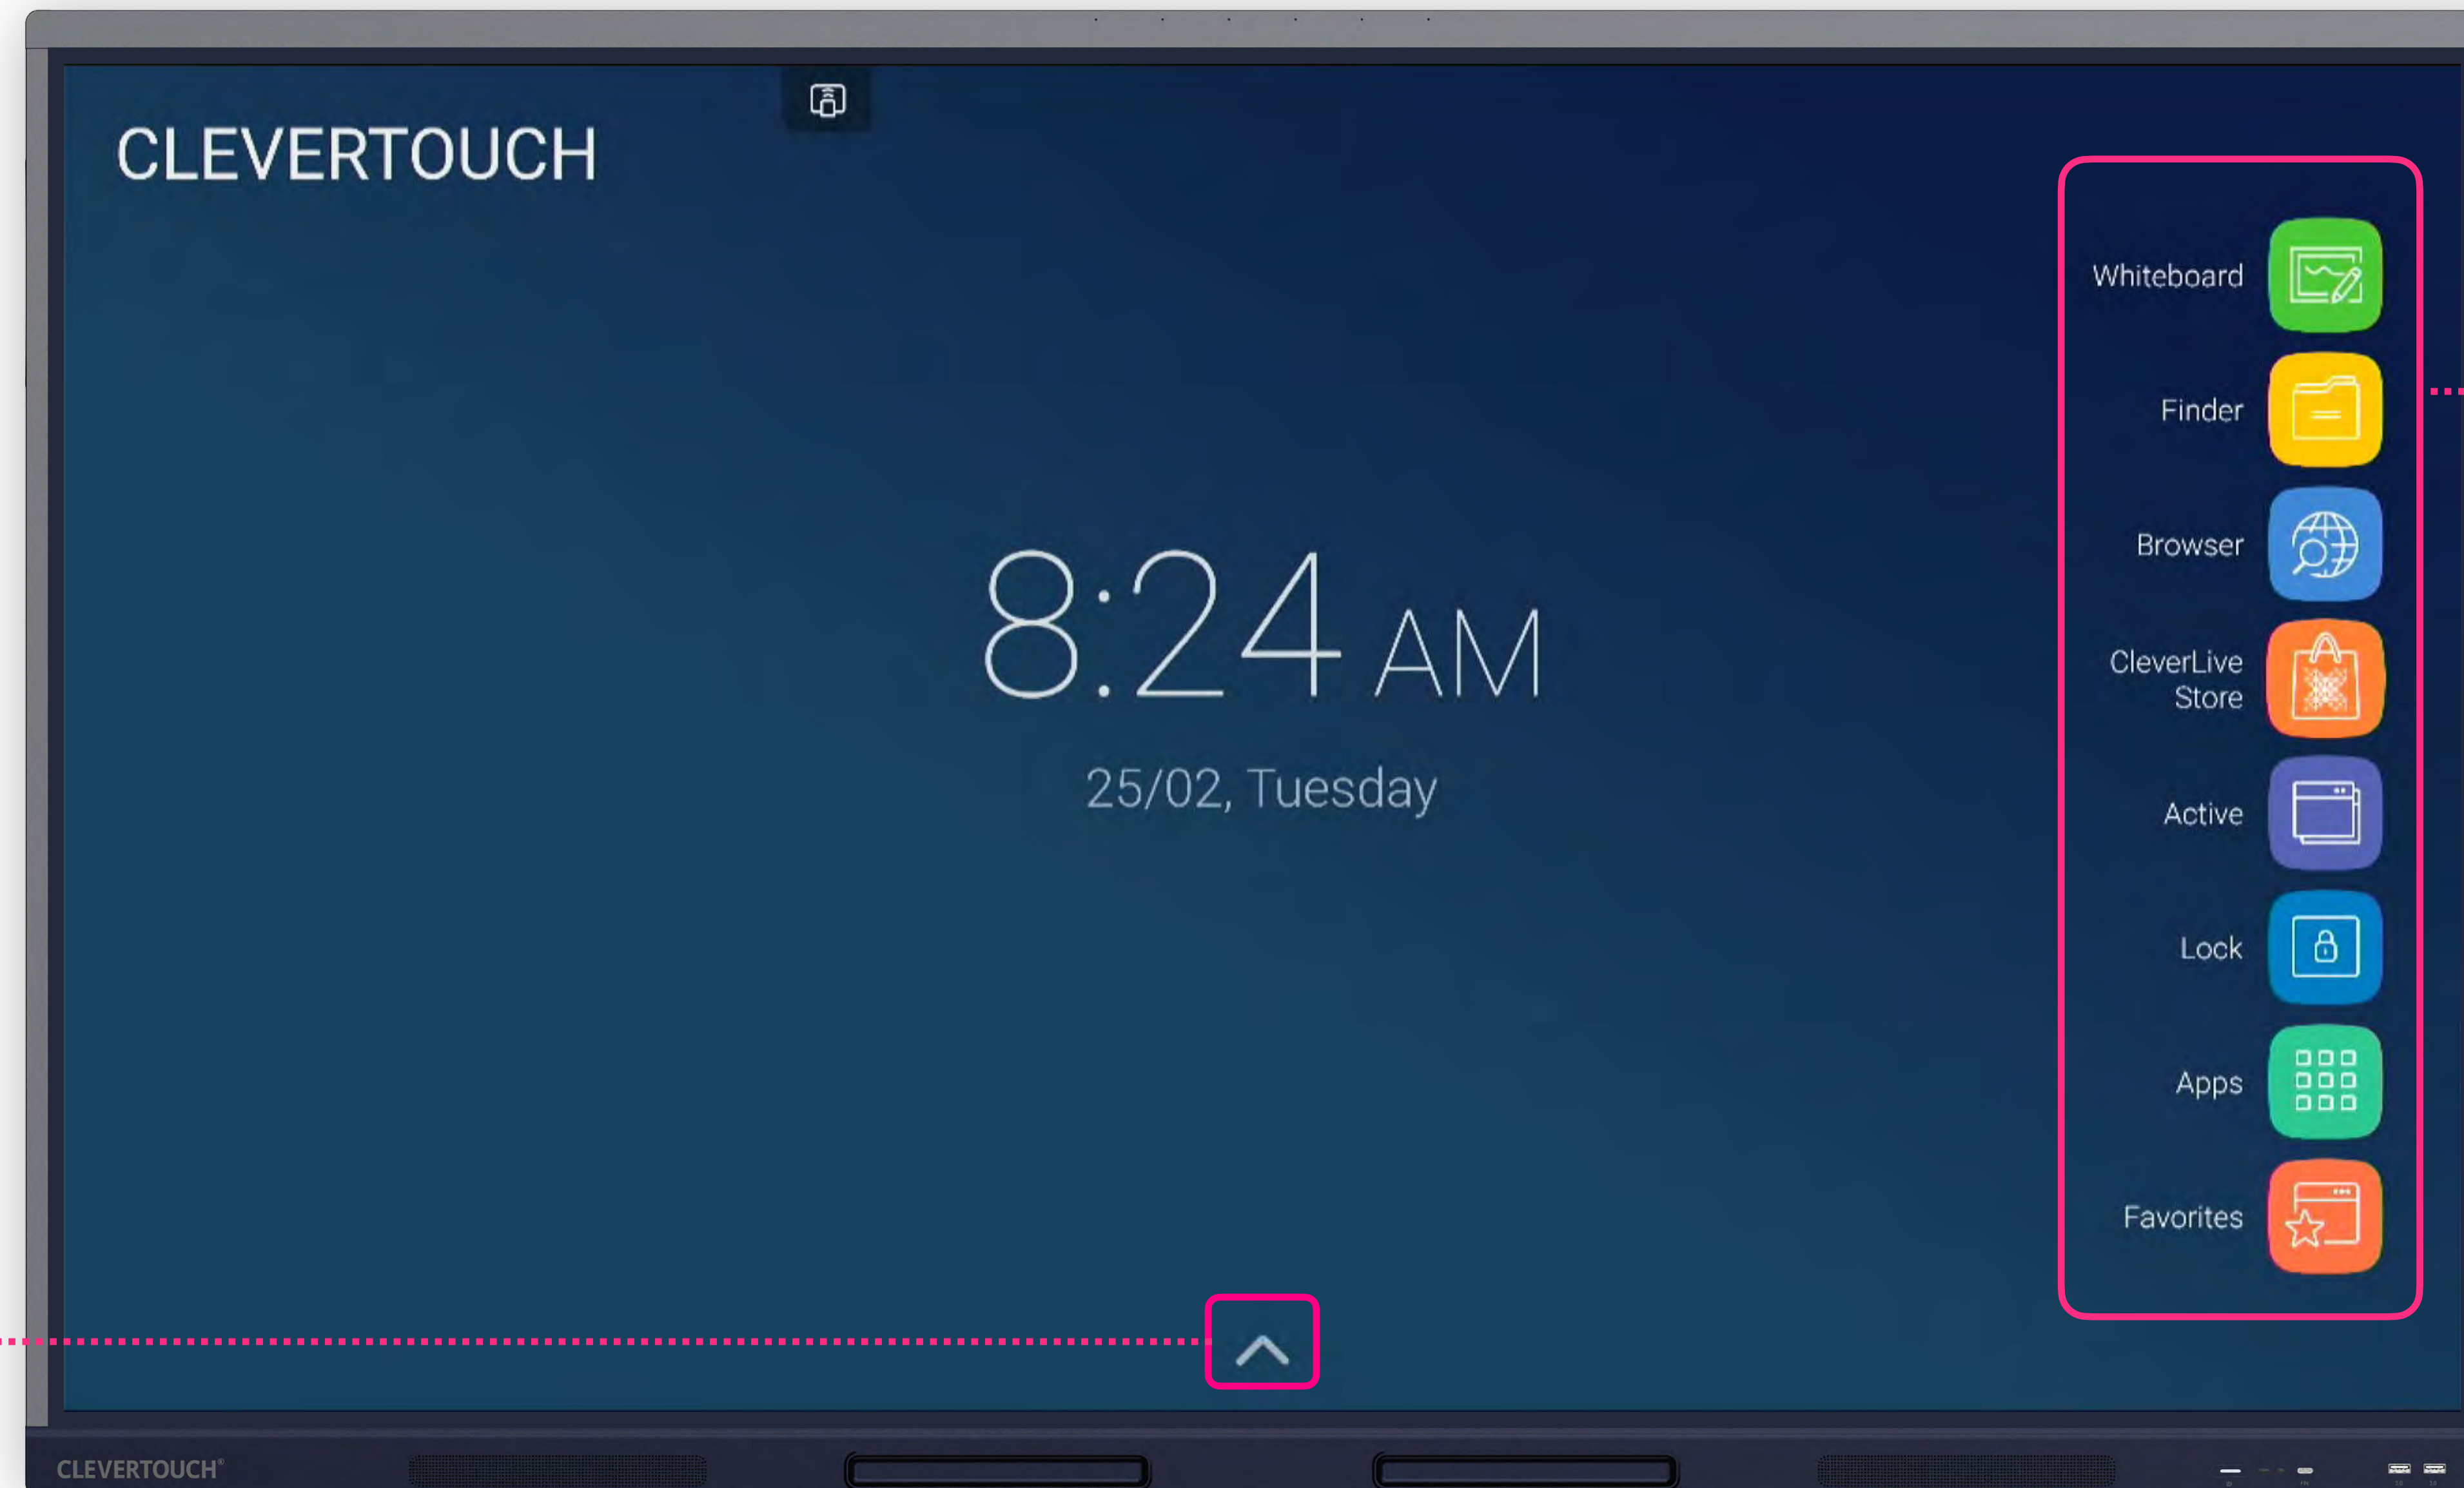 CLEVERTOUCH
Whiteboard
Finder
Browser
CleverLive
Store
Active
Lock
Apps
Favorites
8:24 AM
25/02, Tuesday
CLEVERTOUCH®